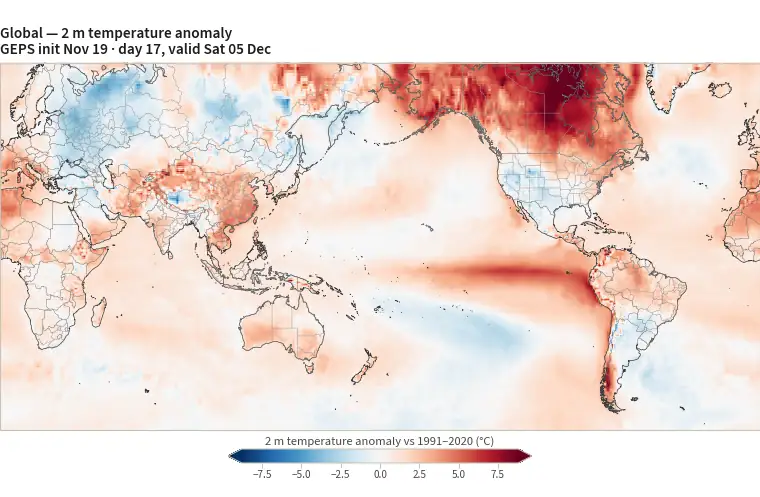 Global — 2 m temperature anomaly
GEPS init Nov 19 · day 17, valid Sat 05 Dec
2 m temperature anomaly vs 1991–2020 (°C)
−7.5 −5.0 −2.5 0.0 2.5 5.0 7.5